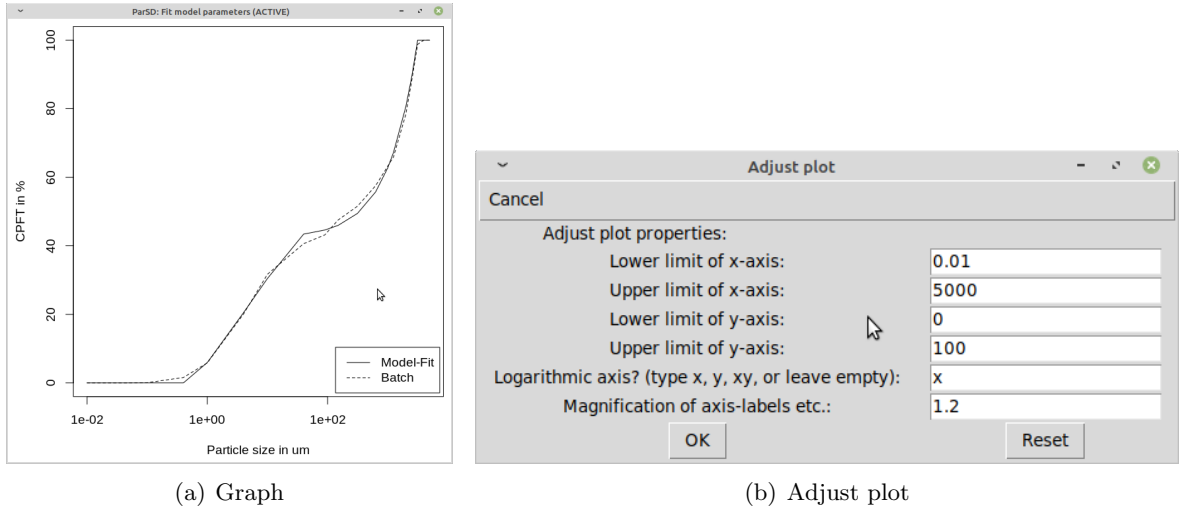 ParSD: Fit model parameters (ACTIVE)
CPFT in %
100
80
60
40
20
0
Model-Fit
Batch
1e-02 1e+00 1e+02
Particle size in um
(a) Graph
Adjust plot
Cancel
Adjust plot properties:
Lower limit of x-axis: 0.01
Upper limit of x-axis: 5000
Lower limit of y-axis: 0
Upper limit of y-axis: 100
Logarithmic axis? (type x, y, xy, or leave empty): x
Magnification of axis-labels etc.: 1.2
OK Reset
(b) Adjust plot